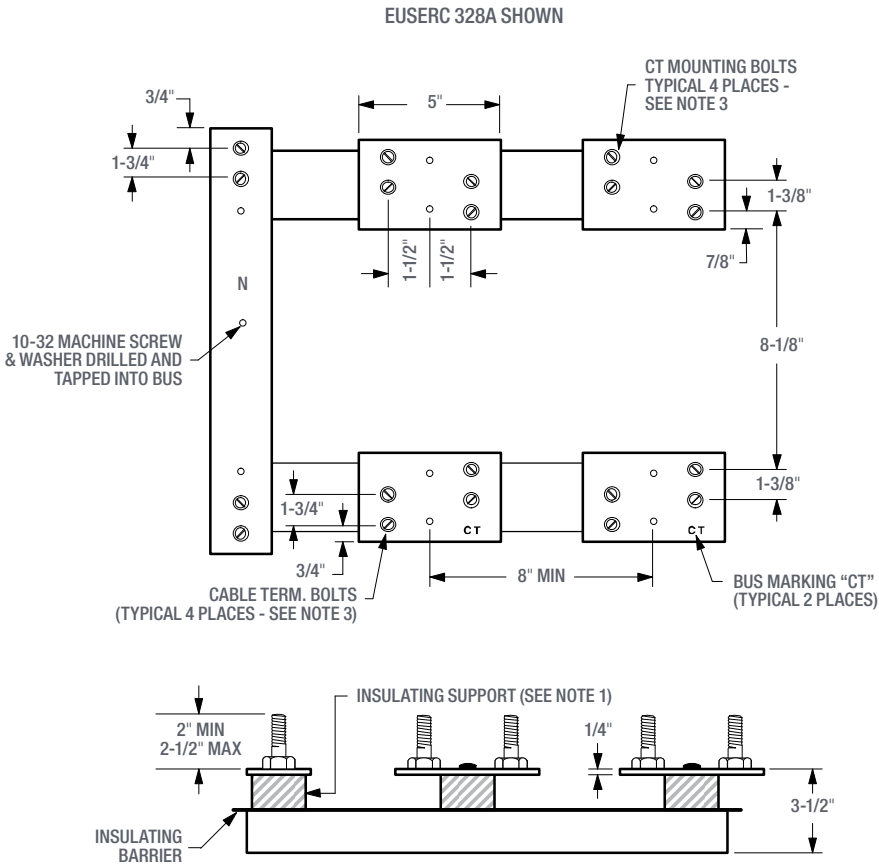 EUSERC 328A SHOWN
CT MOUNTING BOLTS
TYPICAL 4 PLACES -
SEE NOTE 3
3/4"
5"
1-3/4"
1-3/8"
7/8"
1-1/2"
1-1/2"
N
10-32 MACHINE SCREW
& WASHER DRILLED AND
TAPPED INTO BUS
8-1/8"
1-3/4"
1-3/8"
CT
CT
3/4"
8" MIN
CABLE TERM. BOLTS
(TYPICAL 4 PLACES - SEE NOTE 3)
BUS MARKING “CT”
(TYPICAL 2 PLACES)
INSULATING SUPPORT (SEE NOTE 1)
2" MIN
2-1/2" MAX
1/4"
3-1/2"
INSULATING
BARRIER